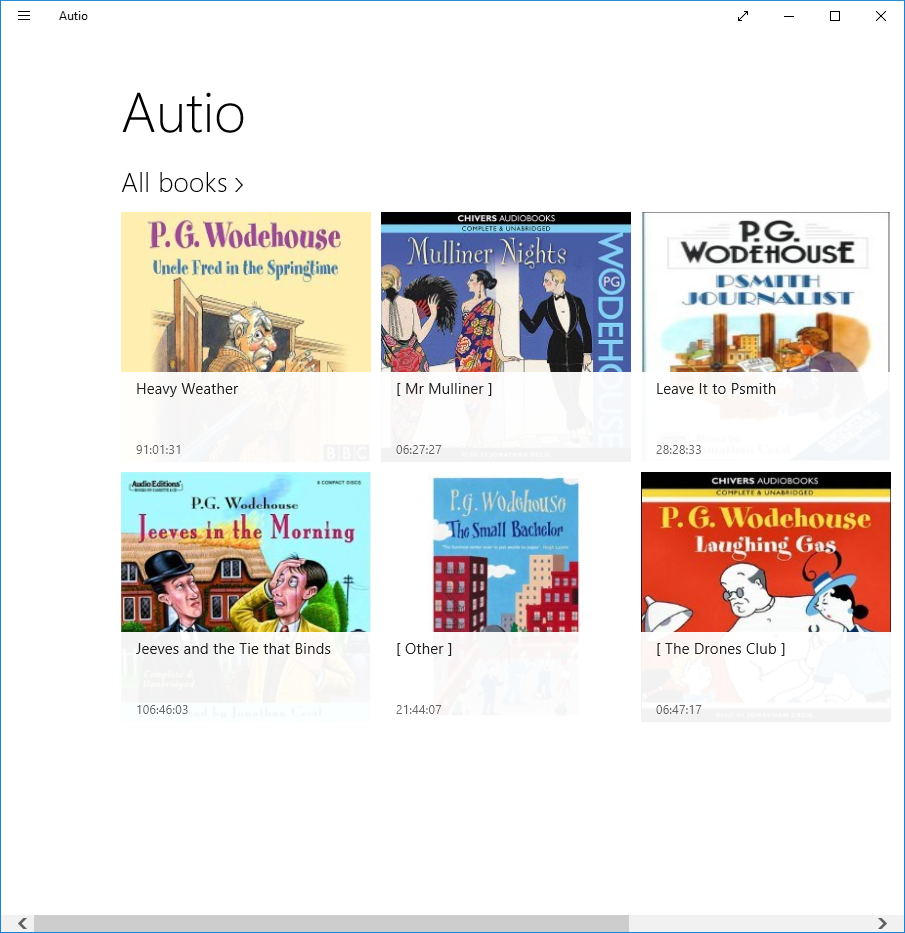 Autio
Autio
All books
P.G. Wodehouse
Uncle Fred in the Springtime
Heavy Weather
91:01:31
BBC
CHIVERS AUDIOBOOKS
COMPLETE & UNABRIDGED
Mulliner Nights
PG
WODEHOUSE
[ Mr Mulliner ]
06:27:27
P.G.
WODEHOUSE
PSMITH
JOURNALIST
Leave It to Psmith
28:28:33
Audio Editions
6 COMPACT DISCS
P.G. Wodehouse
Jeeves in the Morning
Jeeves and the Tie that Binds
Complete &
Unabridged
106:46:03
P.G. Wodehouse
The Small Bachelor
[ Other ]
21:44:07
CHIVERS AUDIOBOOKS
COMPLETE & UNABRIDGED
P.G. Wodehouse
Laughing Gas
[ The Drones Club ]
06:47:17